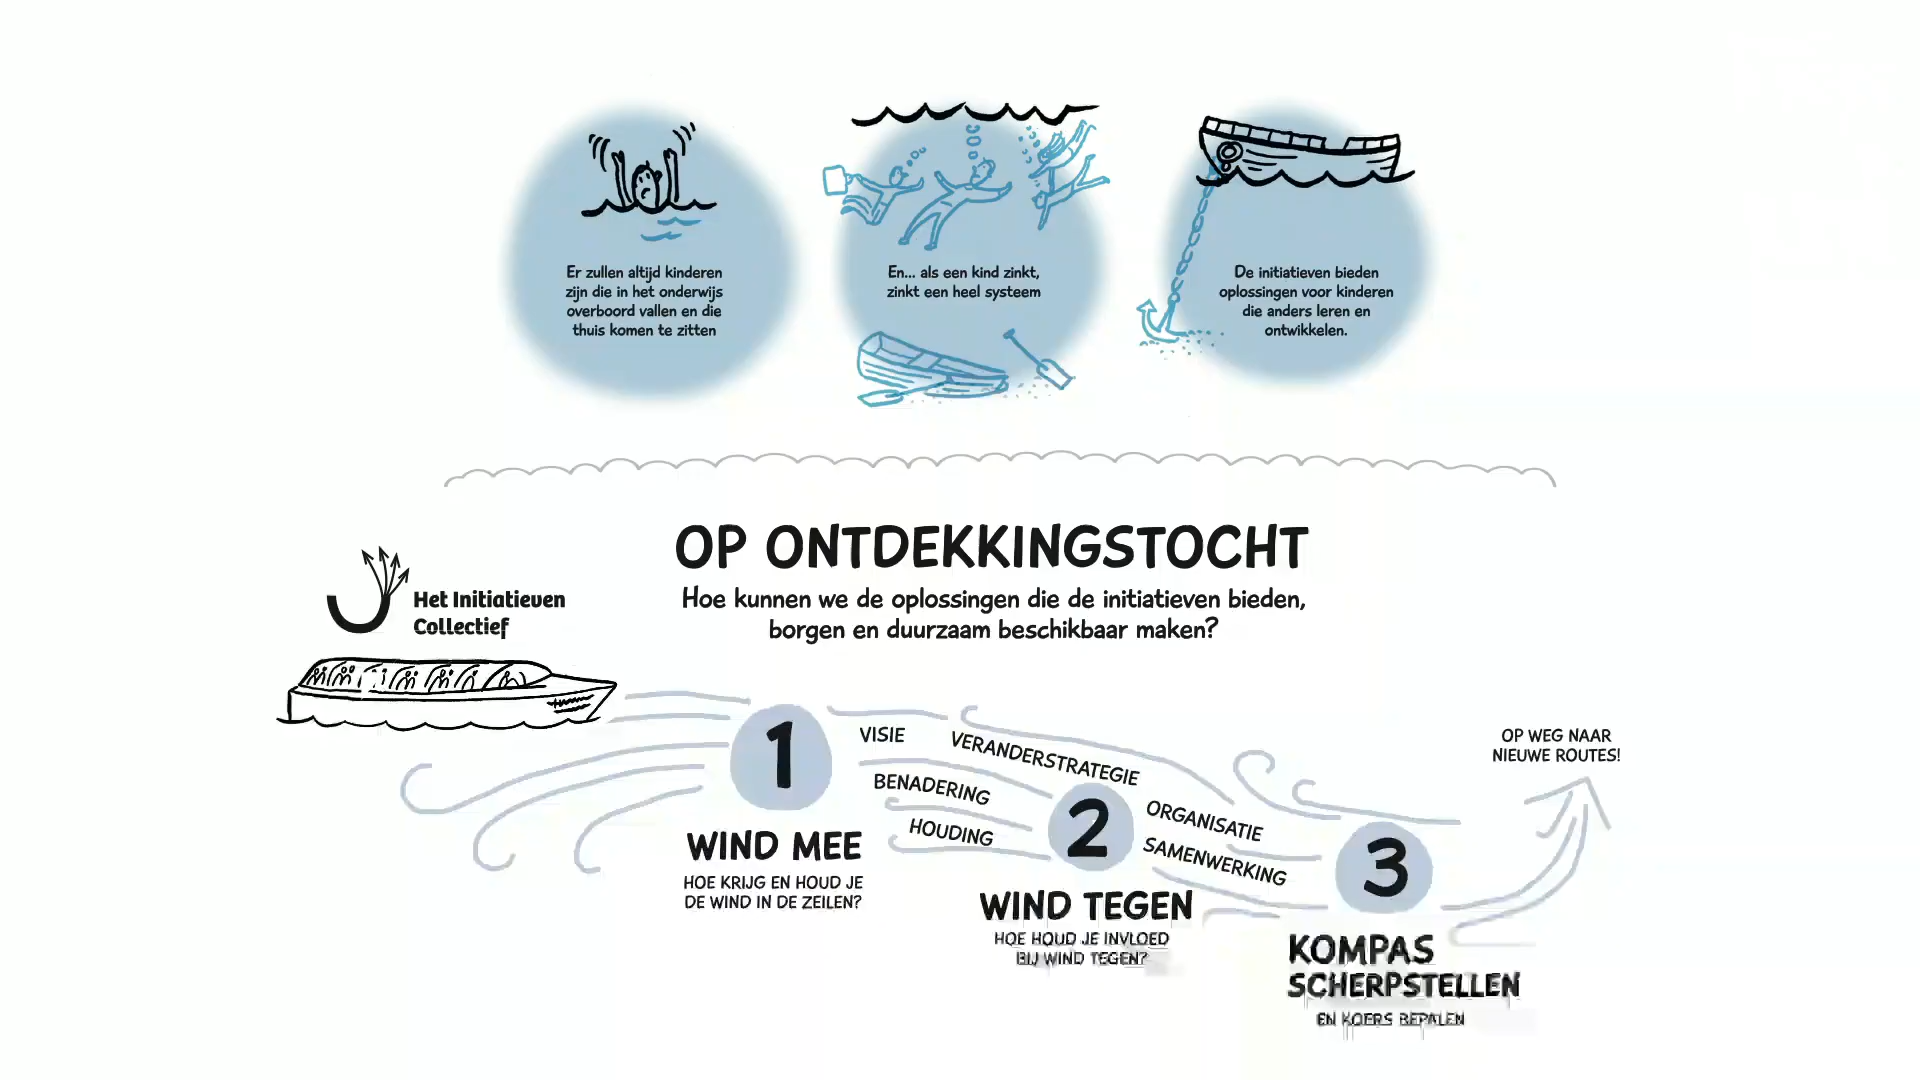 Er zullen altijd kinderen
zijn die in het onderwijs
overboord vallen en die
thuis komen te zitten
En... als een kind zinkt,
zinkt een heel systeem
De initiatieven bieden
oplossingen voor kinderen
die anders leren en
ontwikkelen.
OP ONTDEKKINGSTOCHT
Hoe kunnen we de oplossingen die de initiatieven bieden,
borgen en duurzaam beschikbaar maken?
Het Initiatieven
Collectief
1
WIND MEE
HOE KRIJG EN HOUD JE
DE WIND IN DE ZEILEN?
VISIE
VERANDERSTRATEGIE
BENADERING
HOUDING
2
WIND TEGEN
HOE HOUD JE INVLOED
BIJ WIND TEGEN?
ORGANISATIE
SAMENWERKING
3
KOMPAS
SCHERPSTELLEN
EN KOERS BEPALEN
OP WEG NAAR
NIEUWE ROUTES!